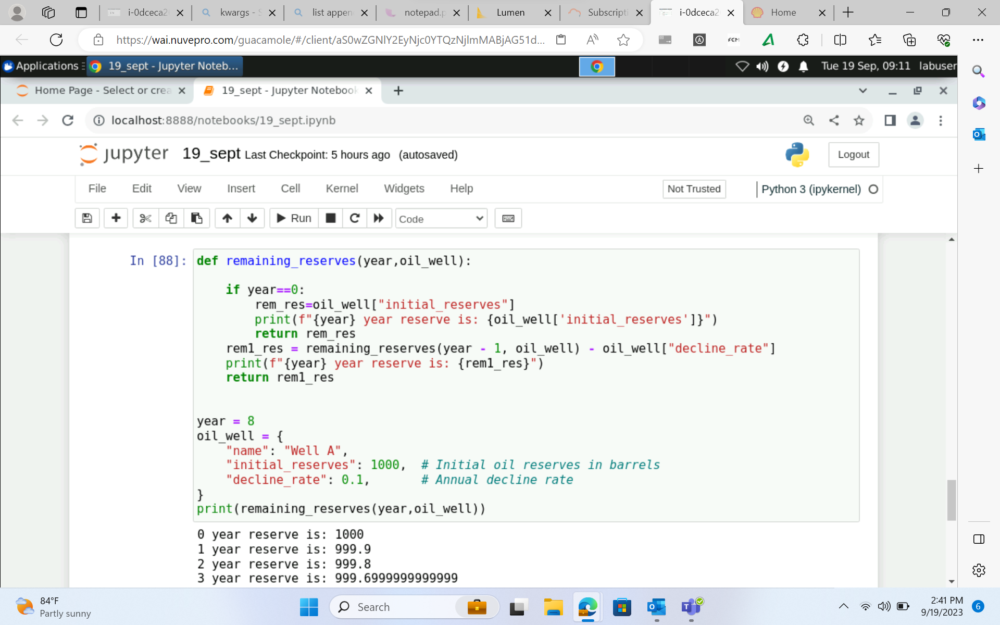 i-0dceca2
kwargs - S
list appen
notepad.p
Lumen
Subscripti
i-0dceca2
Home
https://wai.nuvepro.com/guacamole/#/client/aS0wZGNlY2EyNjc0YTQzNjlmMABjAG51d...
FCM
Applications
19_sept - Jupyter Noteb...
Tue 19 Sep, 09:11
labuser
Home Page - Select or crea
19_sept - Jupyter Notebook
localhost:8888/notebooks/19_sept.ipynb
jupyter 19_sept Last Checkpoint: 5 hours ago (autosaved)
Logout
File Edit View Insert Cell Kernel Widgets Help
Not Trusted
Python 3 (ipykernel)
Run
Code
In [88]:
def remaining_reserves(year,oil_well):
if year==0:
rem_res=oil_well["initial_reserves"]
print(f"{year} year reserve is: {oil_well['initial_reserves']}")
return rem_res
rem1_res = remaining_reserves(year - 1, oil_well) - oil_well["decline_rate"]
print(f"{year} year reserve is: {rem1_res}")
return rem1_res
year = 8
oil_well = {
"name": "Well A",
"initial_reserves": 1000, # Initial oil reserves in barrels
"decline_rate": 0.1, # Annual decline rate
}
print(remaining_reserves(year,oil_well))
0 year reserve is: 1000
1 year reserve is: 999.9
2 year reserve is: 999.8
3 year reserve is: 999.6999999999999
84°F
Partly sunny
Search
2:41 PM
9/19/2023
6